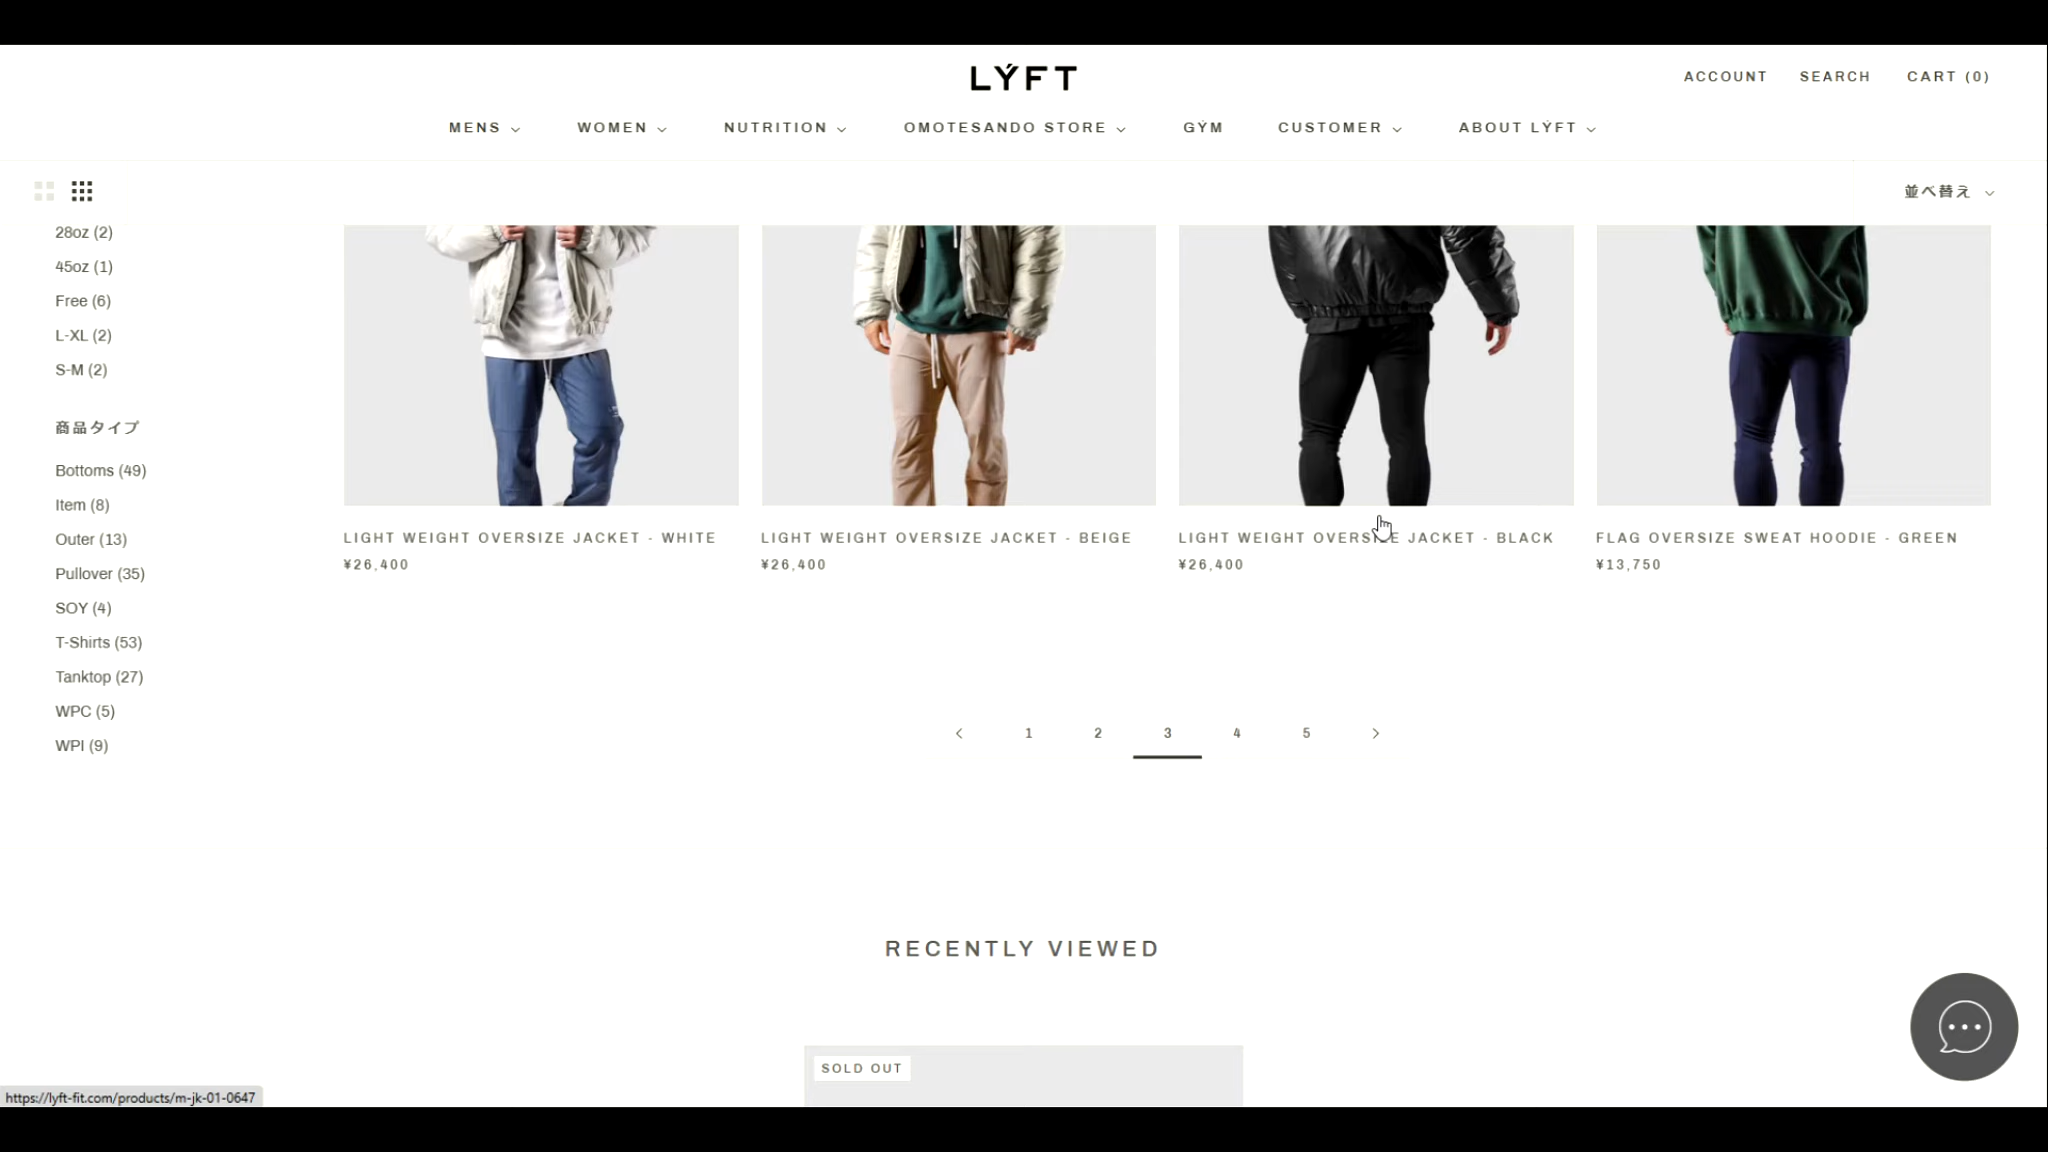 LÝFT
ACCOUNT SEARCH CART (0)
MENS WOMEN NUTRITION OMOTESANDO STORE GÝM CUSTOMER ABOUT LÝFT
並べ替え
28oz (2)
45oz (1)
Free (6)
L-XL (2)
S-M (2)
商品タイプ
Bottoms (49)
Item (8)
Outer (13)
Pullover (35)
SOY (4)
T-Shirts (53)
Tanktop (27)
WPC (5)
WPI (9)
LIGHT WEIGHT OVERSIZE JACKET - WHITE
¥26,400
LIGHT WEIGHT OVERSIZE JACKET - BEIGE
¥26,400
LIGHT WEIGHT OVERSIZE JACKET - BLACK
¥26,400
FLAG OVERSIZE SWEAT HOODIE - GREEN
¥13,750
1 2 3 4 5
RECENTLY VIEWED
SOLD OUT
https://lyft-fit.com/products/m-jk-01-0647